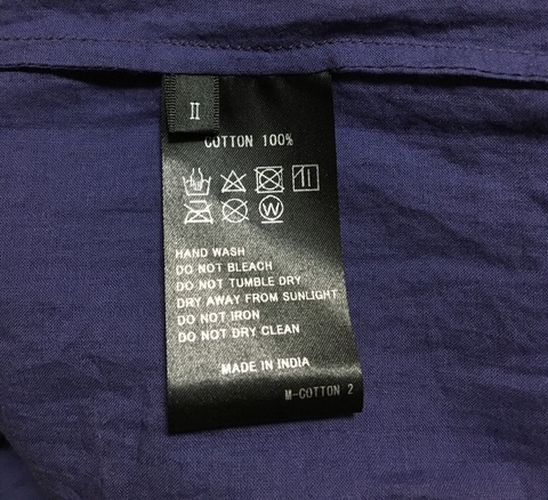 II
COTTON 100%
W
HAND WASH
DO NOT BLEACH
DO NOT TUMBLE DRY
DRY AWAY FROM SUNLIGHT
DO NOT IRON
DO NOT DRY CLEAN
MADE IN INDIA
M-COTTON 2